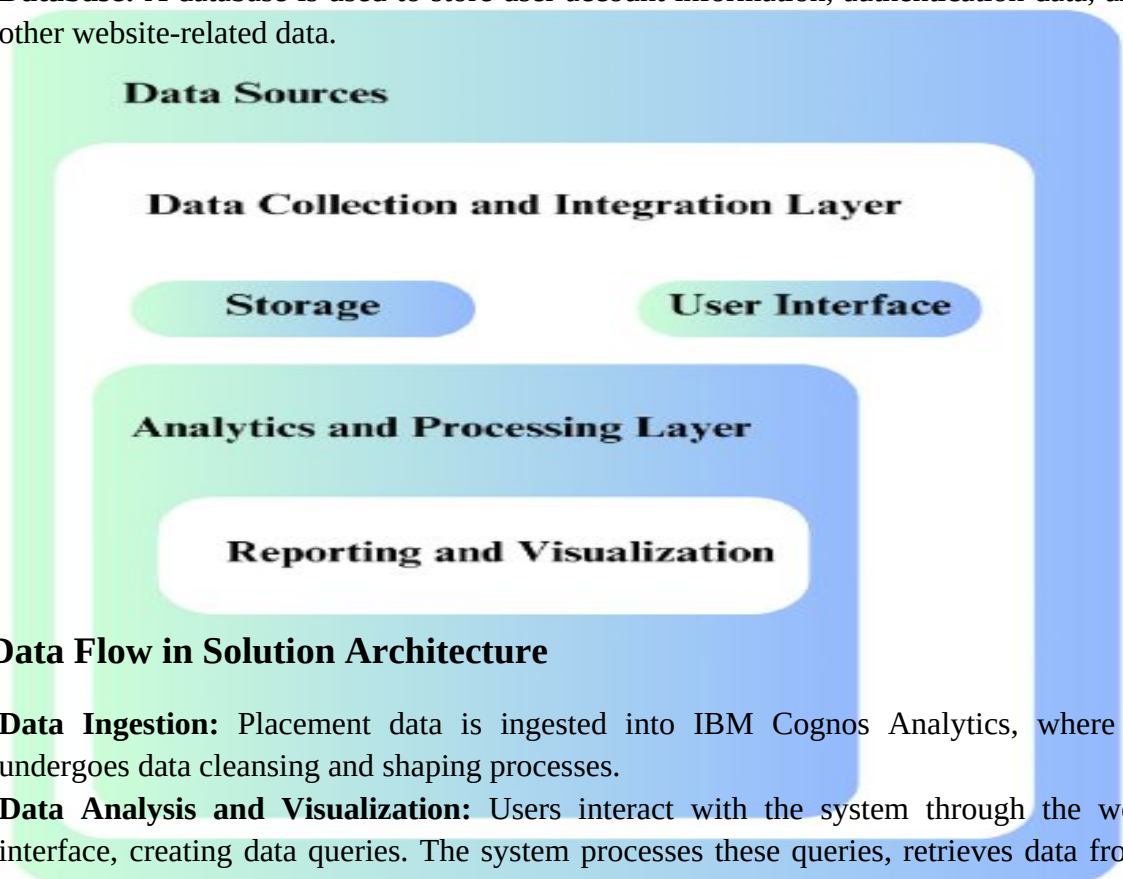 other website-related data.
Data Sources
Data Collection and Integration Layer
Storage
User Interface
Analytics and Processing Layer
Reporting and Visualization
Data Flow in Solution Architecture
Data Ingestion: Placement data is ingested into IBM Cognos Analytics, where
undergoes data cleansing and shaping processes.
Data Analysis and Visualization: Users interact with the system through the
interface, creating data queries. The system processes these queries, retrieves data